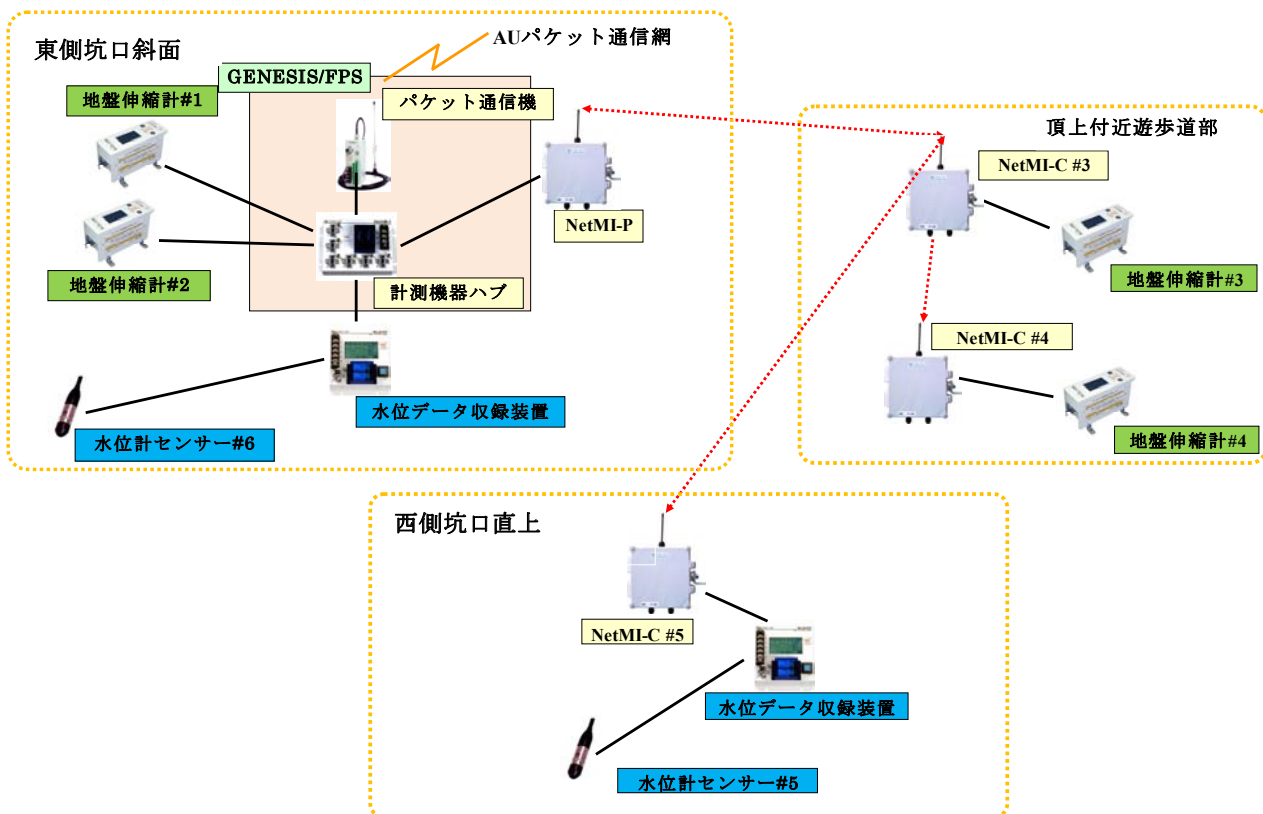 東側坑口斜面
AUパケット通信網
GENESIS/FPS
地盤伸縮計#1
パケット通信機
頂上付近遊歩道部
NetMI-C #3
NetMI-P
地盤伸縮計#2
計測機器ハブ
地盤伸縮計#3
NetMI-C #4
水位データ収録装置
水位計センサー#6
地盤伸縮計#4
西側坑口直上
NetMI-C #5
水位データ収録装置
水位計センサー#5